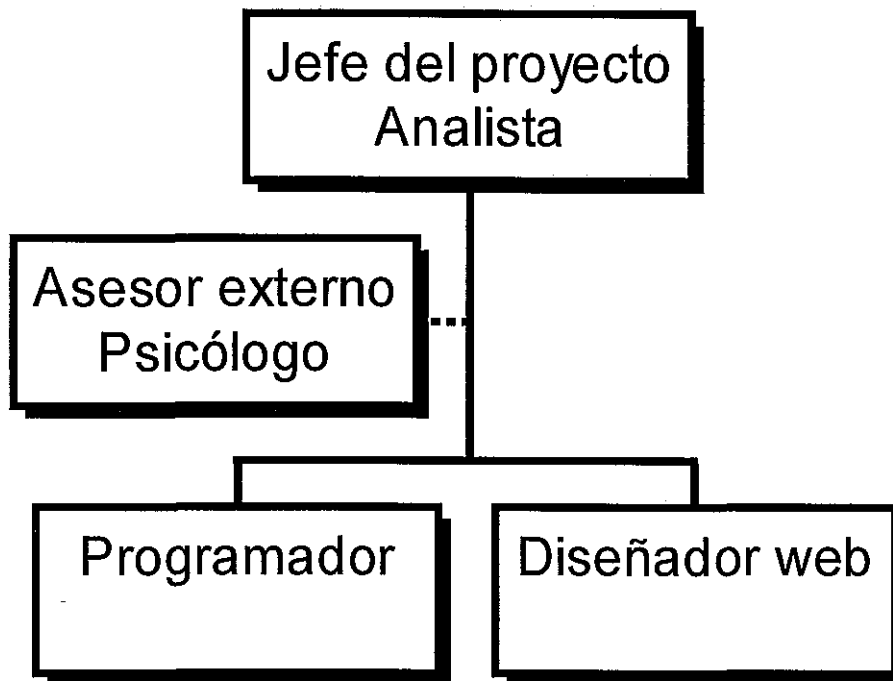 Jefe del proyecto
Analista
Asesor externo
Psicólogo
Programador
Diseñador web